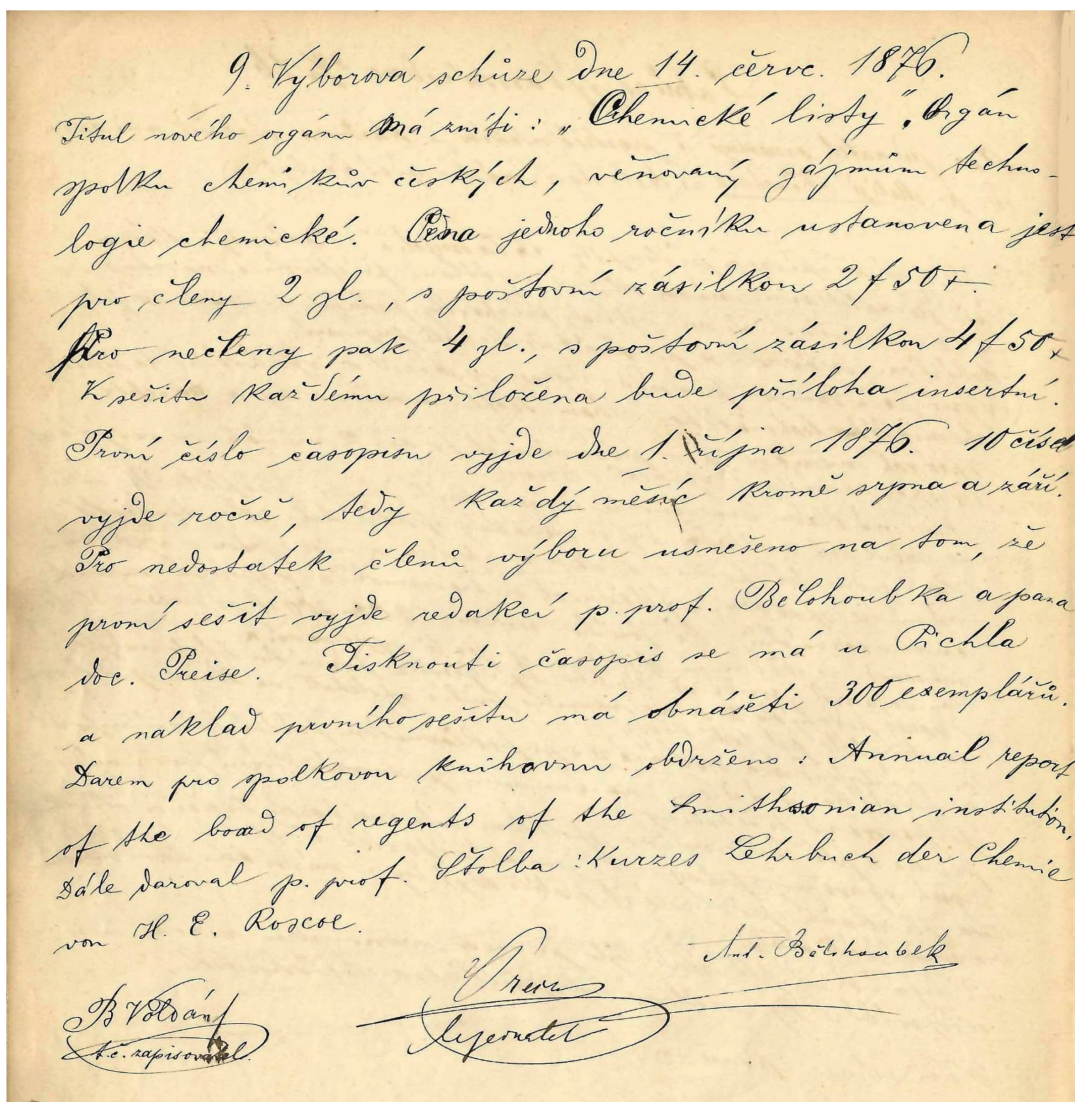 9. Výborová schůze dne 14. červc. 1876.
Titul nového orgánu má zníti: „Chemické listy". Orgán
spolku chemikův českých, věnovaný zájmům techno-
logie chemické. Cena jednoho ročníku ustanovena jest
pro členy 2 zl., s poštovní zásilkou 2 f 50 x.
Pro nečleny pak 4 zl., s poštovní zásilkou 4 f 50 x
K sešitu každému přiložena bude příloha insertní.
První číslo časopisu vyjde dne 1. října 1876. 10 čísel
vyjde ročně, tedy každý měsíc kromě srpna a září.
Pro nedostatek členů výboru usnešeno na tom, že
první sešit vyjde redakcí p. prof. Bělohoubka a pana
doc. Preise. Tisknouti časopis se má u Pichla
a náklad prvního sešitu má obnášeti 300 exemplářů.
Darem pro spolkovou knihovnu obdrženo: Annual report
of the board of regents of the Smithsonian institution.
Dále daroval p. prof. Štolba: Kurzes Lehrbuch der Chemie
von H. E. Roscoe.
Ant. Bělohoubek
Preis
jednatel
B Voldán
t.č. zapisovatel.